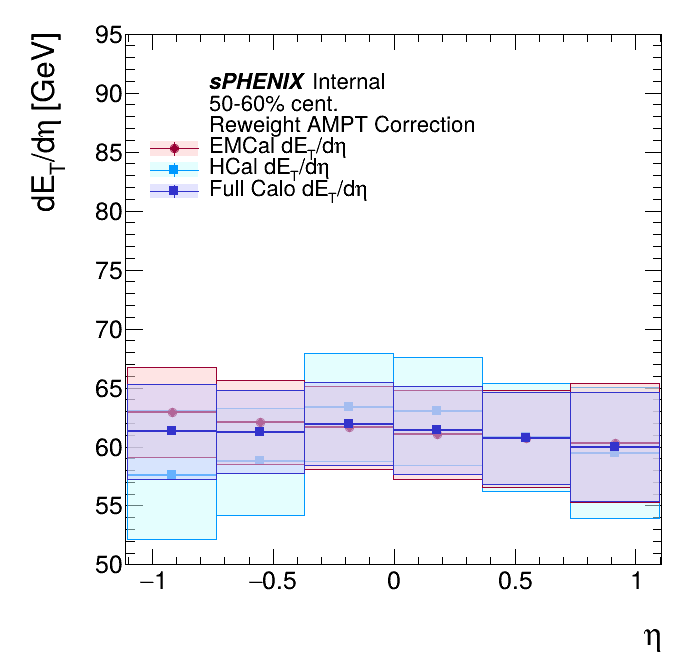 dE_T/dη [GeV]
95
90
85
80
75
70
65
60
55
50
sPHENIX Internal
50-60% cent.
Reweight AMPT Correction
EMCal dE_T/dη
HCal dE_T/dη
Full Calo dE_T/dη
−1
−0.5
0
0.5
1
η